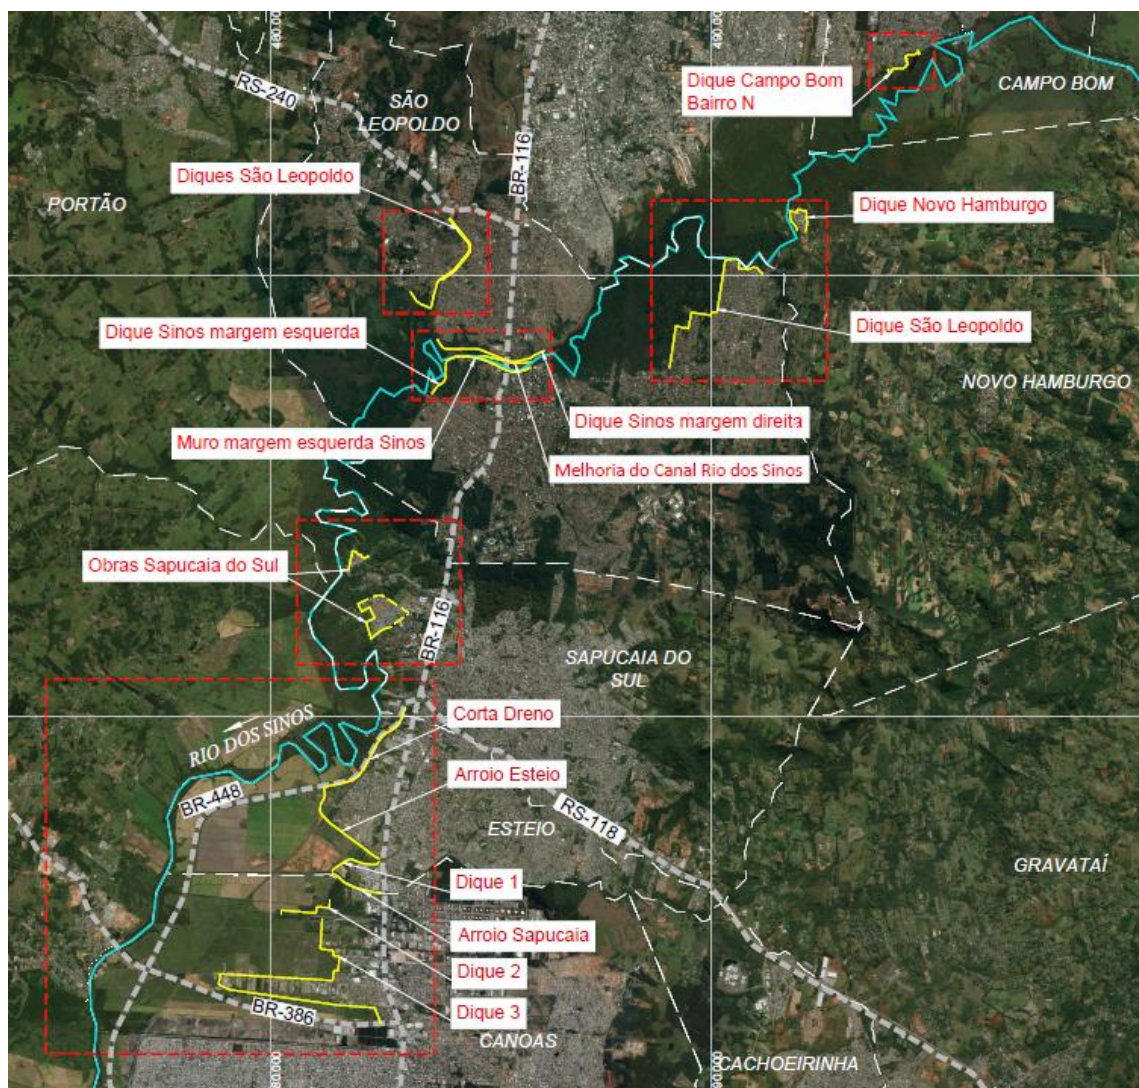 480.000
490.000
Dique Campo Bom
Bairro N
CAMPO BOM
RS-240
SÃO
LEOPOLDO
BR-116
Diques São Leopoldo
PORTÃO
Dique Novo Hamburgo
Dique Sinos margem esquerda
Dique São Leopoldo
NOVO HAMBURGO
Muro margem esquerda Sinos
Dique Sinos margem direita
Melhoria do Canal Rio dos Sinos
Obras Sapucaia do Sul
BR-116
SAPUCAIA DO
SUL
RIO DOS SINOS
Corta Dreno
Arroio Esteio
BR-448
ESTEIO
RS-118
GRAVATAÍ
Dique 1
Arroio Sapucaia
Dique 2
Dique 3
BR-386
CANOAS
CACHOEIRINHA